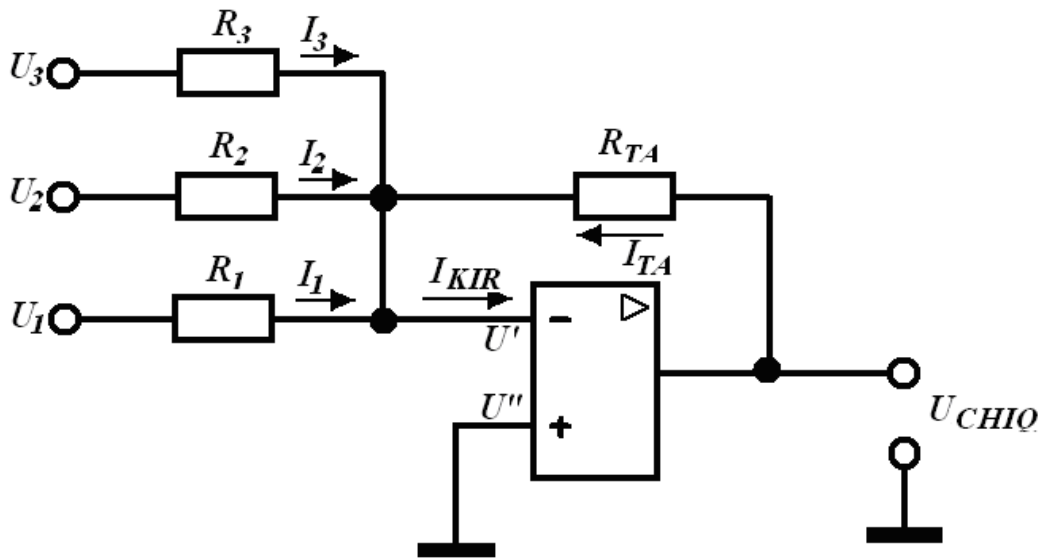 R3 I3
U3
R2 I2 RTA
U2
ITA
R1 I1 IKIR
U1 U' -
U" +
UCHIQ